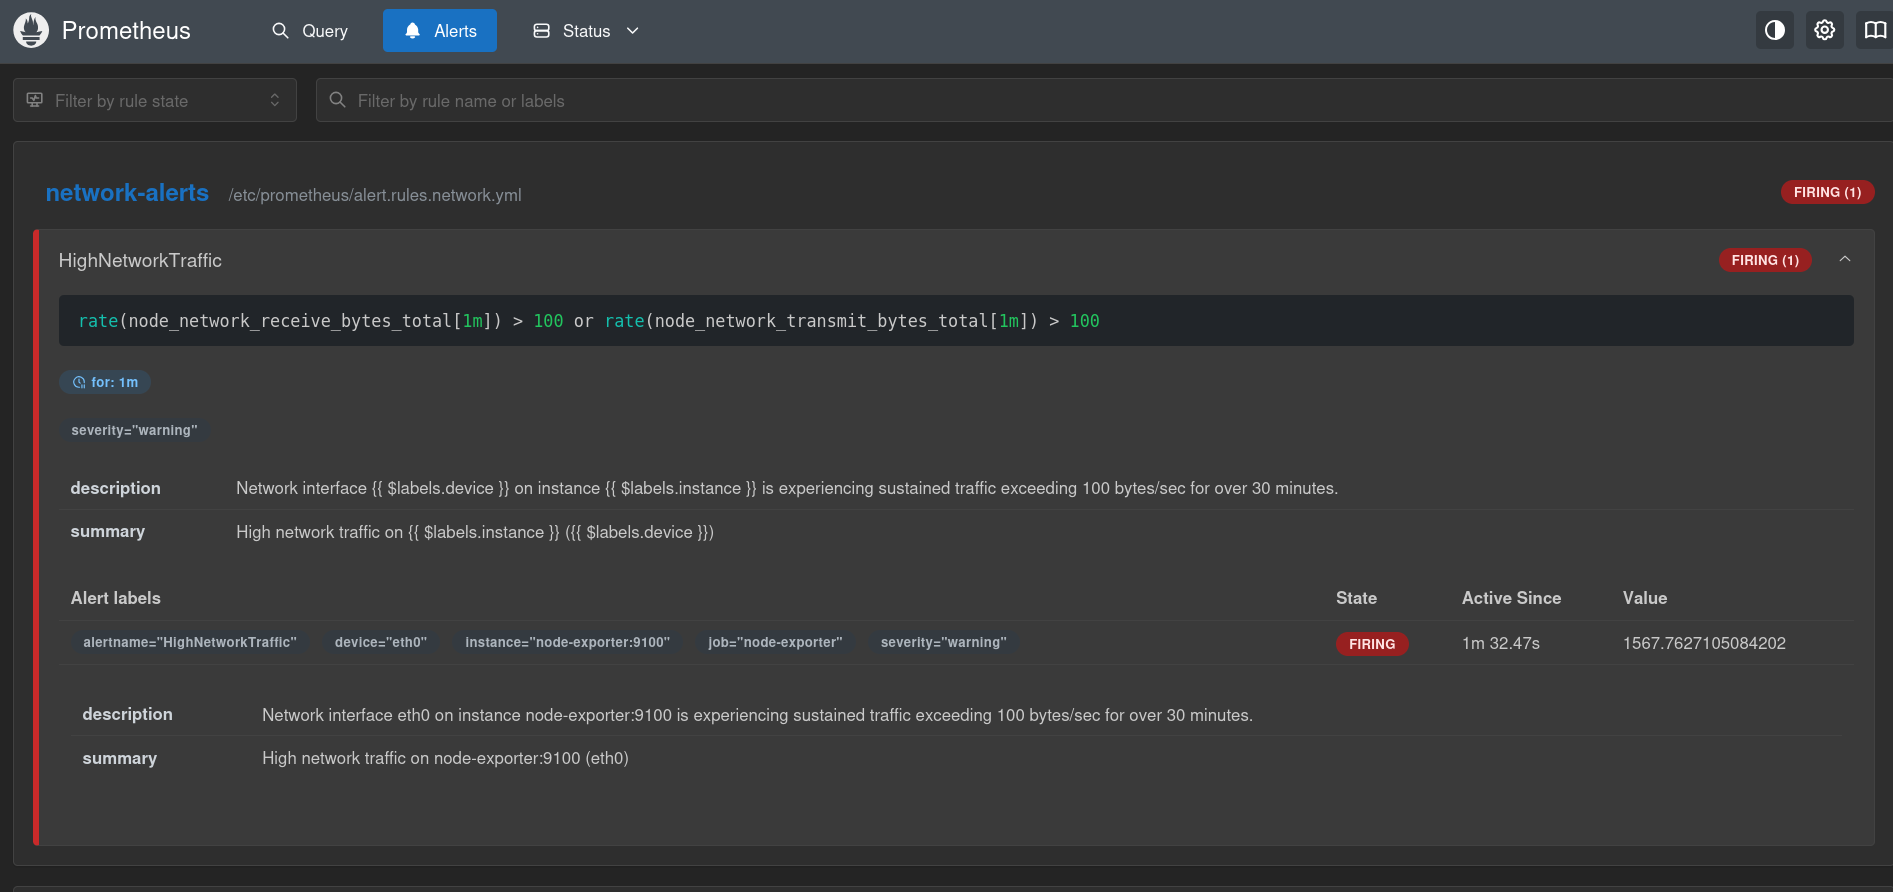 Prometheus Query Alerts Status
Filter by rule state Filter by rule name or labels
network-alerts /etc/prometheus/alert.rules.network.yml FIRING (1)
HighNetworkTraffic FIRING (1)
rate(node_network_receive_bytes_total[1m]) > 100 or rate(node_network_transmit_bytes_total[1m]) > 100
for: 1m
severity="warning"
description Network interface {{ $labels.device }} on instance {{ $labels.instance }} is experiencing sustained traffic exceeding 100 bytes/sec for over 30 minutes.
summary High network traffic on {{ $labels.instance }} ({{ $labels.device }})
Alert labels State Active Since Value
alertname="HighNetworkTraffic" device="eth0" instance="node-exporter:9100" job="node-exporter" severity="warning" FIRING 1m 32.47s 1567.7627105084202
description Network interface eth0 on instance node-exporter:9100 is experiencing sustained traffic exceeding 100 bytes/sec for over 30 minutes.
summary High network traffic on node-exporter:9100 (eth0)